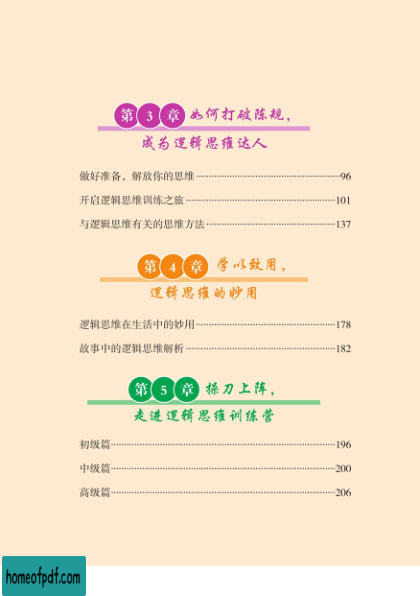 第3章 如何打破陈规，
成为逻辑思维达人
做好准备，解放你的思维················96
开启逻辑思维训练之旅················101
与逻辑思维有关的思维方法················137
第4章 学以致用，
逻辑思维的妙用
逻辑思维在生活中的妙用················178
故事中的逻辑思维解析················182
第5章 操刀上阵，
走进逻辑思维训练营
初级篇················196
中级篇················200
高级篇················206
homeofpdf.com